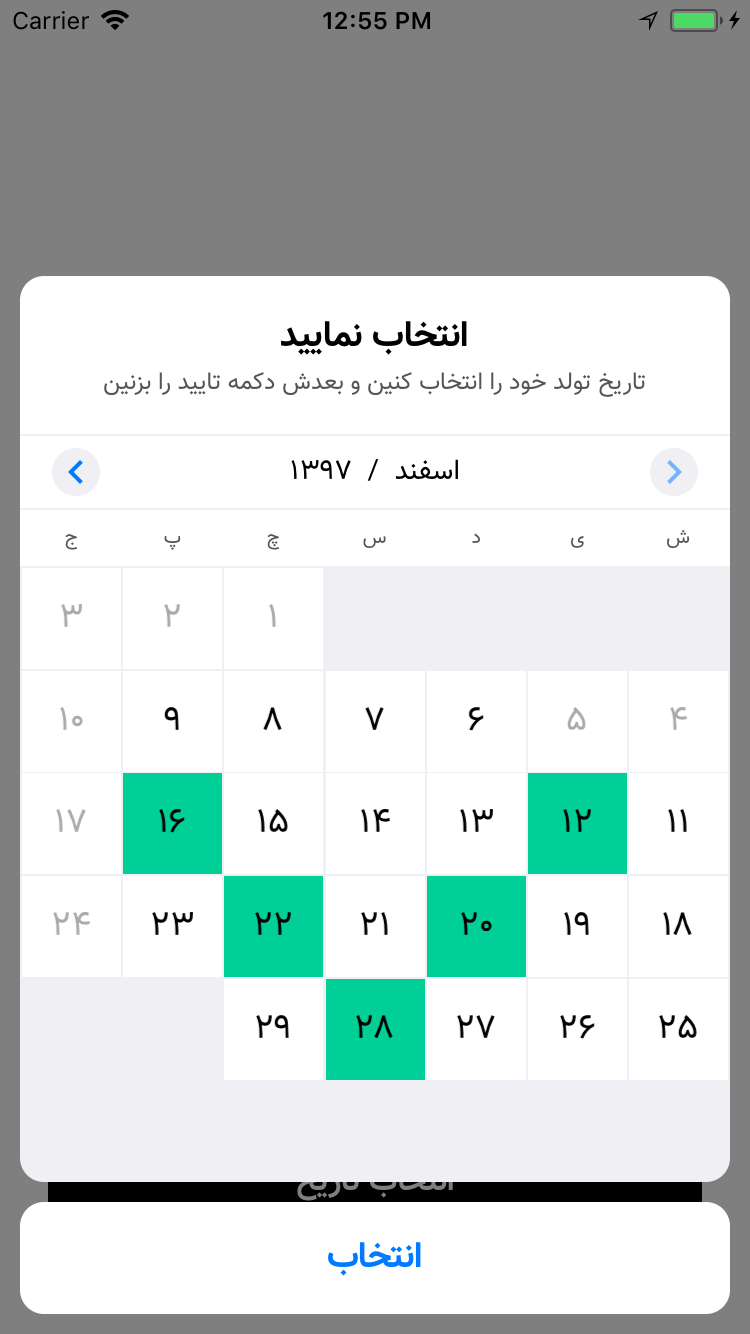 Carrier 12:55 PM
انتخاب نمایید
تاریخ تولد خود را انتخاب کنین و بعدش دکمه تایید را بزنین
اسفند / ۱۳۹۷
ش ی د س چ پ ج
۱ ۲ ۳
۴ ۵ ۶ ۷ ۸ ۹ ۱۰
۱۱ ۱۲ ۱۳ ۱۴ ۱۵ ۱۶ ۱۷
۱۸ ۱۹ ۲۰ ۲۱ ۲۲ ۲۳ ۲۴
۲۵ ۲۶ ۲۷ ۲۸ ۲۹
انتخاب تاریخ
انتخاب